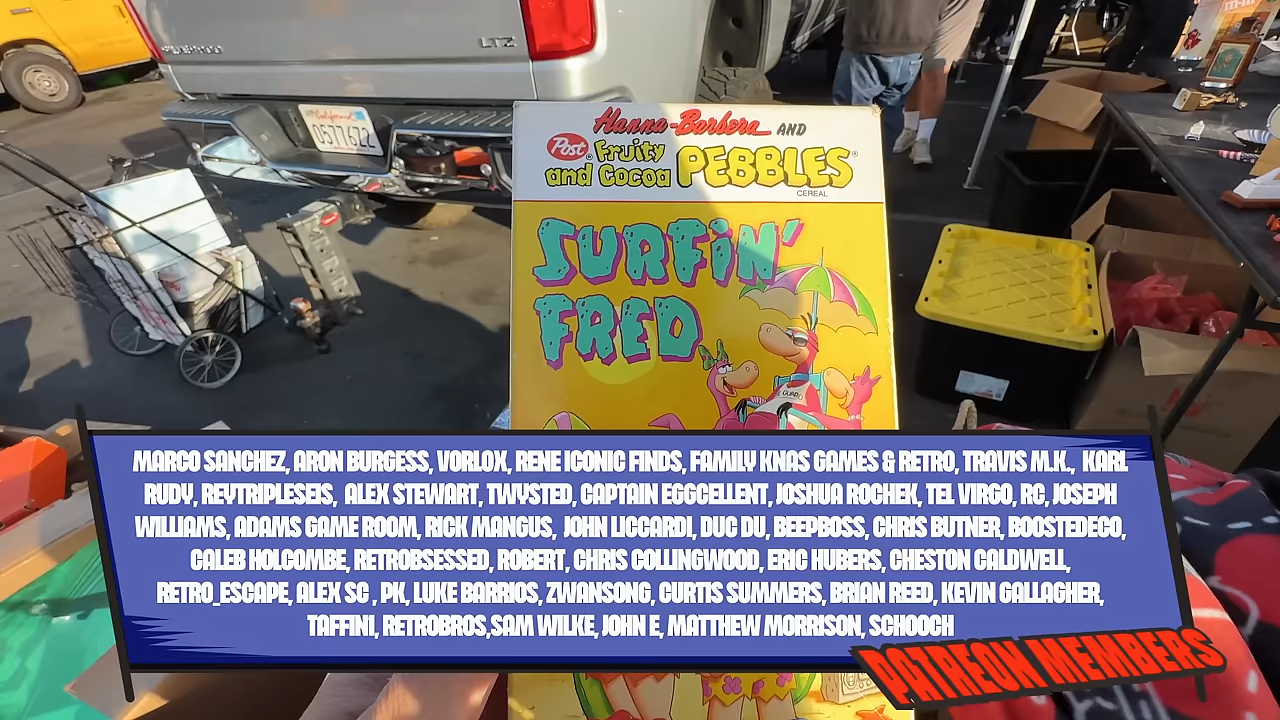 LTZ
California
05776Z2
Hanna-Barbera AND
Post Fruity and Cocoa PEBBLES®
CEREAL
SURFIN'
FRED
MARCO SANCHEZ, ARON BURGESS, VORLOX, RENE ICONIC FINDS, FAMILY KNAS GAMES & RETRO, TRAVIS M.K., KARL
RUDY, REYTRIPLESEIS, ALEX STEWART, TWYSTED, CAPTAIN EGGCELLENT, JOSHUA ROCHEK, TEL VIRGO, RC, JOSEPH
WILLIAMS, ADAMS GAME ROOM, RICK MANGUS, JOHN LICCARDI, DUC DU, BEEPBOSS, CHRIS BUTNER, BOOSTEDECO,
CALEB HOLCOMBE, RETROBSESSED, ROBERT, CHRIS COLLINGWOOD, ERIC HUBERS, CHESTON CALDWELL,
RETRO_ESCAPE, ALEX SC , PK, LUKE BARRIOS, ZWANSONG, CURTIS SUMMERS, BRIAN REED, KEVIN GALLAGHER,
TAFFINI, RETROBROS,SAM WILKE, JOHN E, MATTHEW MORRISON, SCHOOCH
PATREON MEMBERS